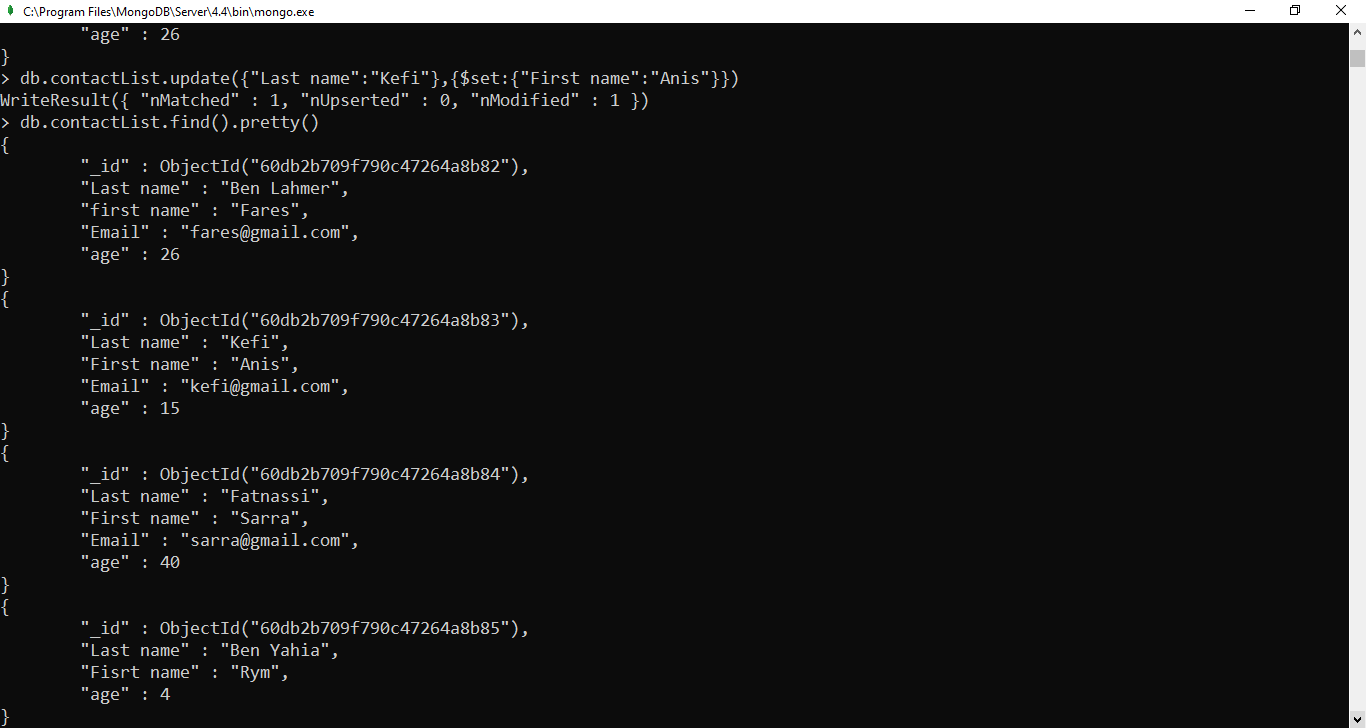 C:\Program Files\MongoDB\Server\4.4\bin\mongo.exe
        "age" : 26
}
> db.contactList.update({"Last name":"Kefi"},{$set:{"First name":"Anis"}})
WriteResult({ "nMatched" : 1, "nUpserted" : 0, "nModified" : 1 })
> db.contactList.find().pretty()
{
        "_id" : ObjectId("60db2b709f790c47264a8b82"),
        "Last name" : "Ben Lahmer",
        "first name" : "Fares",
        "Email" : "fares@gmail.com",
        "age" : 26
}
{
        "_id" : ObjectId("60db2b709f790c47264a8b83"),
        "Last name" : "Kefi",
        "First name" : "Anis",
        "Email" : "kefi@gmail.com",
        "age" : 15
}
{
        "_id" : ObjectId("60db2b709f790c47264a8b84"),
        "Last name" : "Fatnassi",
        "First name" : "Sarra",
        "Email" : "sarra@gmail.com",
        "age" : 40
}
{
        "_id" : ObjectId("60db2b709f790c47264a8b85"),
        "Last name" : "Ben Yahia",
        "Fisrt name" : "Rym",
        "age" : 4
}